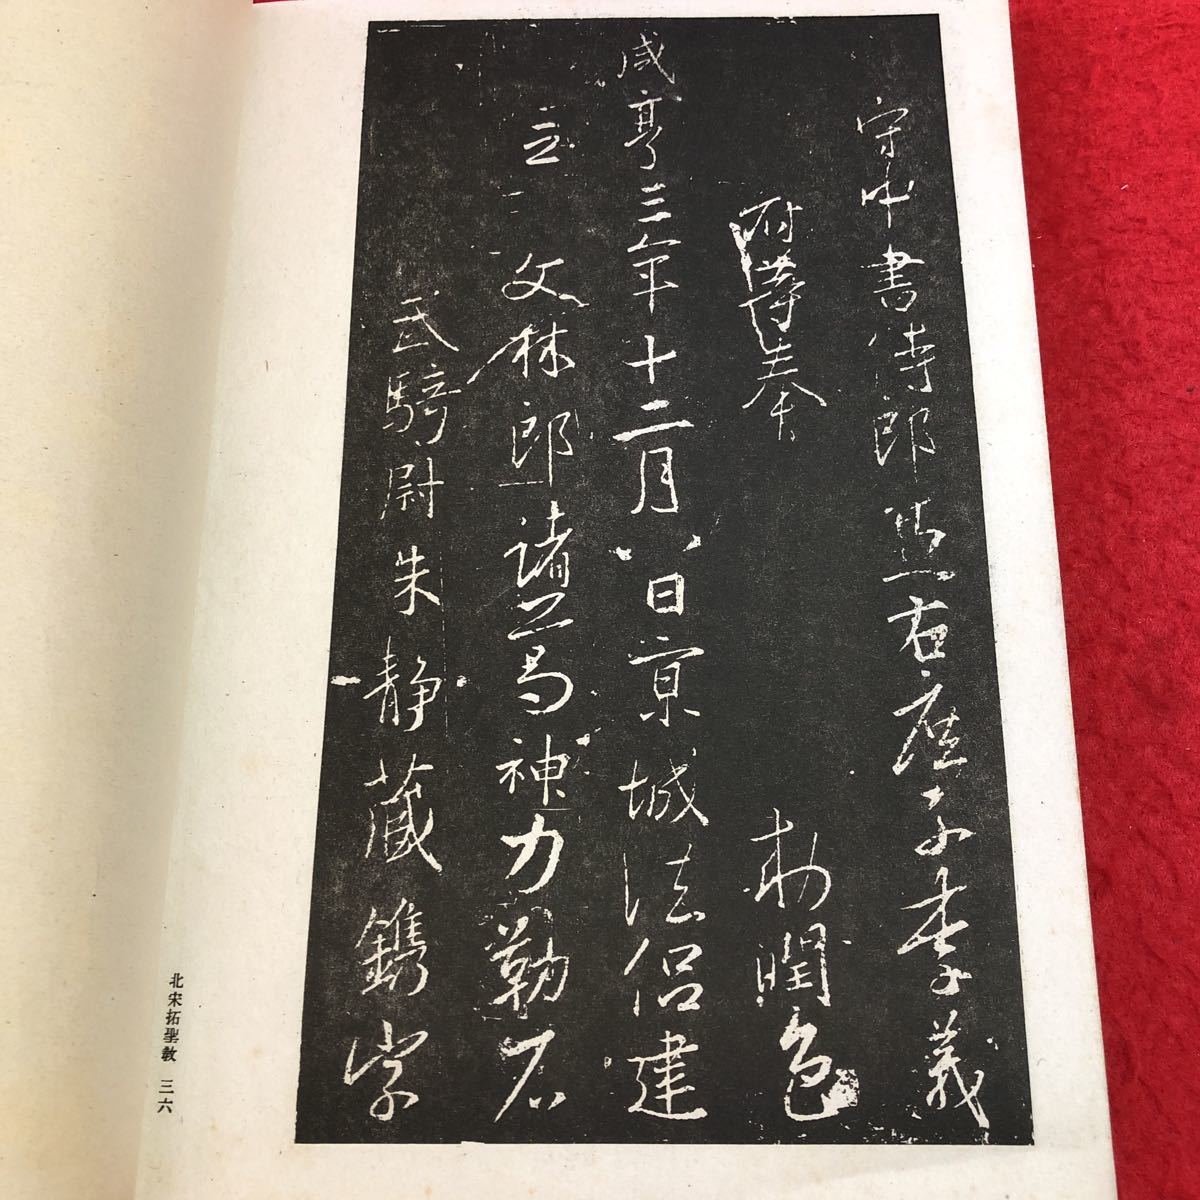 守中書侍郎兼右庶子李義
府等奉　勅潤色
咸亨三年十二月八日京城法侶建
立　文林郎諸葛神力勒石
武騎尉朱靜藏鐫字
北宋拓聖教　三六